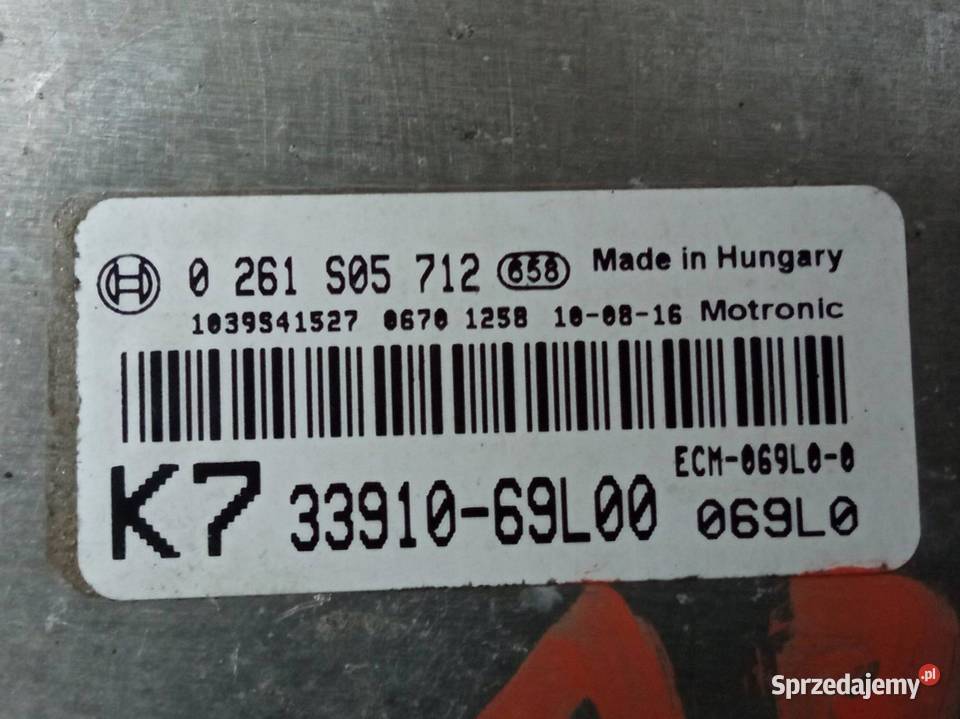 0 261 S05 712 658 Made in Hungary
1039S41527 0670 1258 10-08-16 Motronic
ECM-069L0-0
K7 33910-69L00 069L0
Sprzedajemy.pl